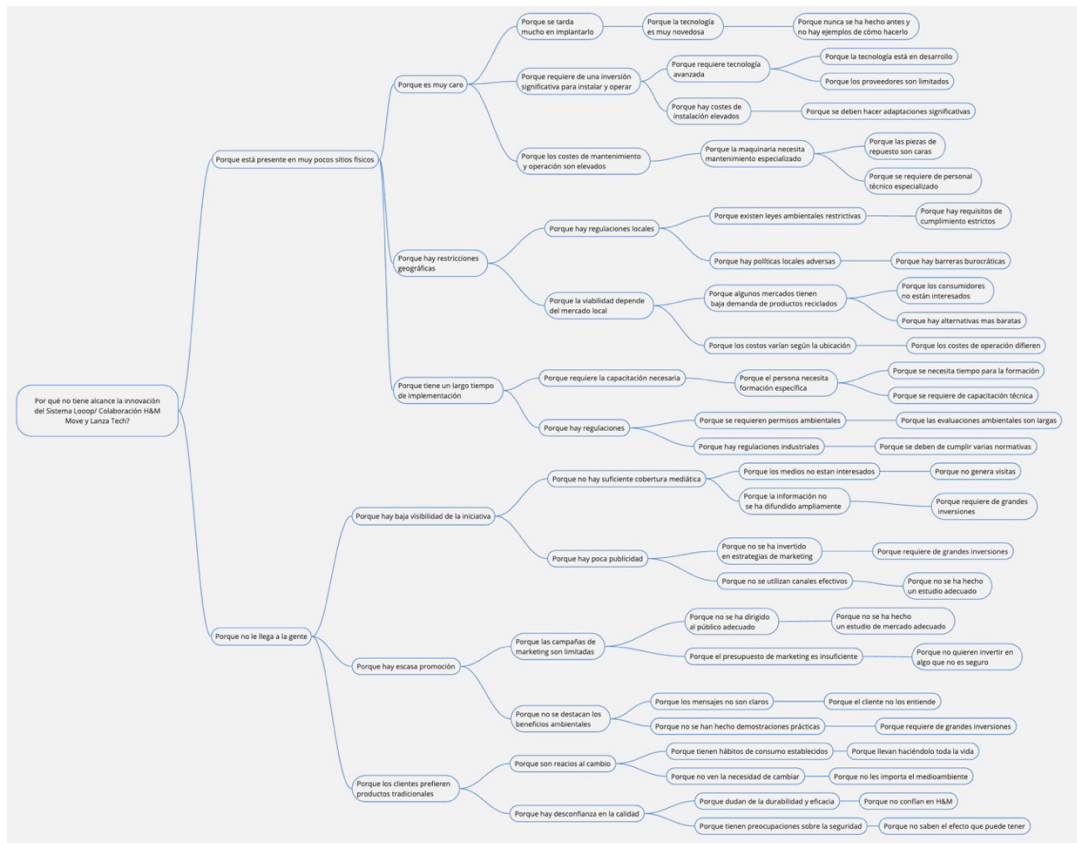 Por qué no tiene alcance la innovación
del Sistema Looop/ Colaboración H&M
Move y Lanza Tech?
Porque está presente en muy pocos sitios físicos
Porque es muy caro
Porque se tarda
mucho en implantarlo
Porque la tecnología
es muy novedosa
Porque nunca se ha hecho antes y
no hay ejemplos de cómo hacerlo
Porque requiere de una inversión
significativa para instalar y operar
Porque requiere tecnología
avanzada
Porque la tecnología está en desarrollo
Porque los proveedores son limitados
Porque hay costes de
instalación elevados
Porque se deben hacer adaptaciones significativas
Porque los costes de mantenimiento
y operación son elevados
Porque la maquinaria necesita
mantenimiento especializado
Porque las piezas de
repuesto son caras
Porque se requiere de personal
técnico especializado
Porque hay restricciones
geográficas
Porque hay regulaciones locales
Porque existen leyes ambientales restrictivas
Porque hay requisitos de
cumplimiento estrictos
Porque hay políticas locales adversas
Porque hay barreras burocráticas
Porque la viabilidad depende
del mercado local
Porque algunos mercados tienen
baja demanda de productos reciclados
Porque los consumidores
no están interesados
Porque hay alternativas mas baratas
Porque los costos varían según la ubicación
Porque los costes de operación difieren
Porque tiene un largo tiempo
de implementación
Porque requiere la capacitación necesaria
Porque el persona necesita
formación específica
Porque se necesita tiempo para la formación
Porque se requiere de capacitación técnica
Porque hay regulaciones
Porque se requieren permisos ambientales
Porque las evaluaciones ambientales son largas
Porque hay regulaciones industriales
Porque se deben de cumplir varias normativas
Porque no le llega a la gente
Porque hay baja visibilidad de la iniciativa
Porque no hay suficiente cobertura mediática
Porque los medios no estan interesados
Porque no genera visitas
Porque la información no
se ha difundido ampliamente
Porque requiere de grandes
inversiones
Porque hay poca publicidad
Porque no se ha invertido
en estrategias de marketing
Porque requiere de grandes inversiones
Porque no se utilizan canales efectivos
Porque no se ha hecho
un estudio adecuado
Porque hay escasa promoción
Porque las campañas de
marketing son limitadas
Porque no se ha dirigido
al público adecuado
Porque no se ha hecho
un estudio de mercado adecuado
Porque el presupuesto de marketing es insuficiente
Porque no quieren invertir en
algo que no es seguro
Porque no se destacan los
beneficios ambientales
Porque los mensajes no son claros
Porque el cliente no los entiende
Porque no se han hecho demostraciones prácticas
Porque requiere de grandes inversiones
Porque los clientes prefieren
productos tradicionales
Porque son reacios al cambio
Porque tienen hábitos de consumo establecidos
Porque llevan haciéndolo toda la vida
Porque no ven la necesidad de cambiar
Porque no les importa el medioambiente
Porque hay desconfianza en la calidad
Porque dudan de la durabilidad y eficacia
Porque no confían en H&M
Porque tienen preocupaciones sobre la seguridad
Porque no saben el efecto que puede tener